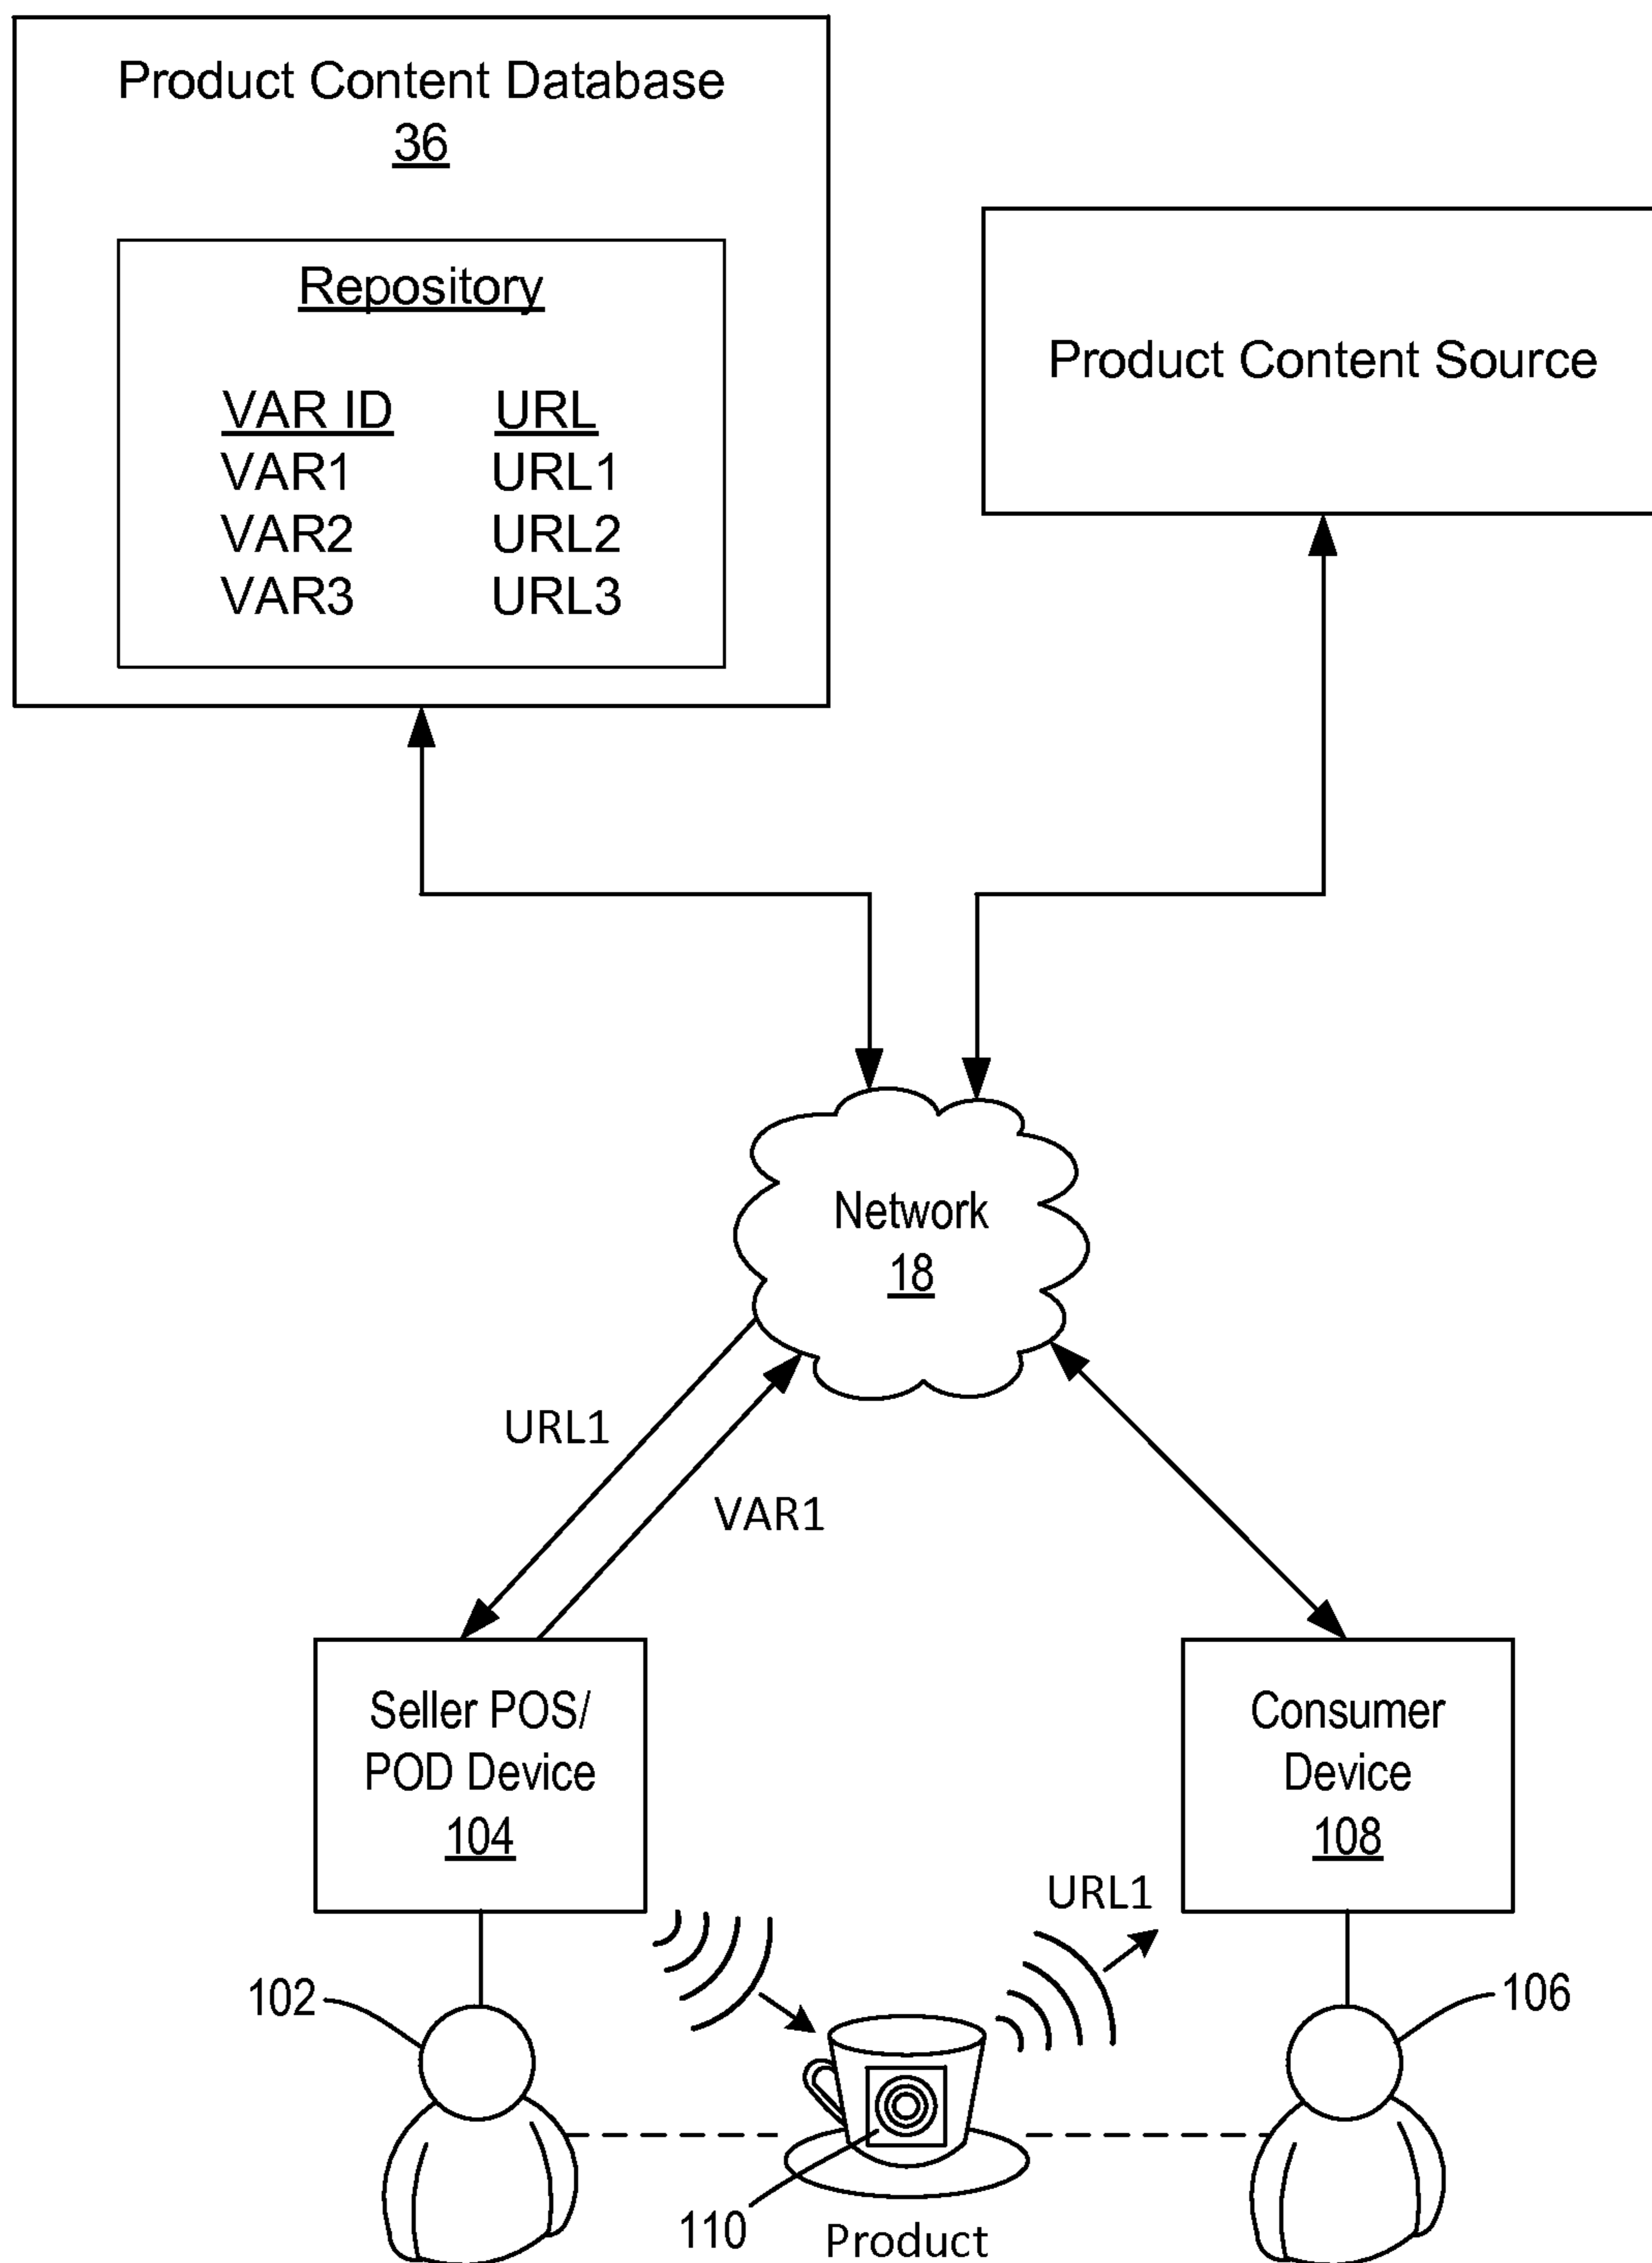 Product Content Database
36
Repository
VAR ID URL
VAR1 URL1
VAR2 URL2
VAR3 URL3
Product Content Source
Network
18
URL1
VAR1
Seller POS/
POD Device
104
Consumer
Device
108
URL1
102
106
110
Product